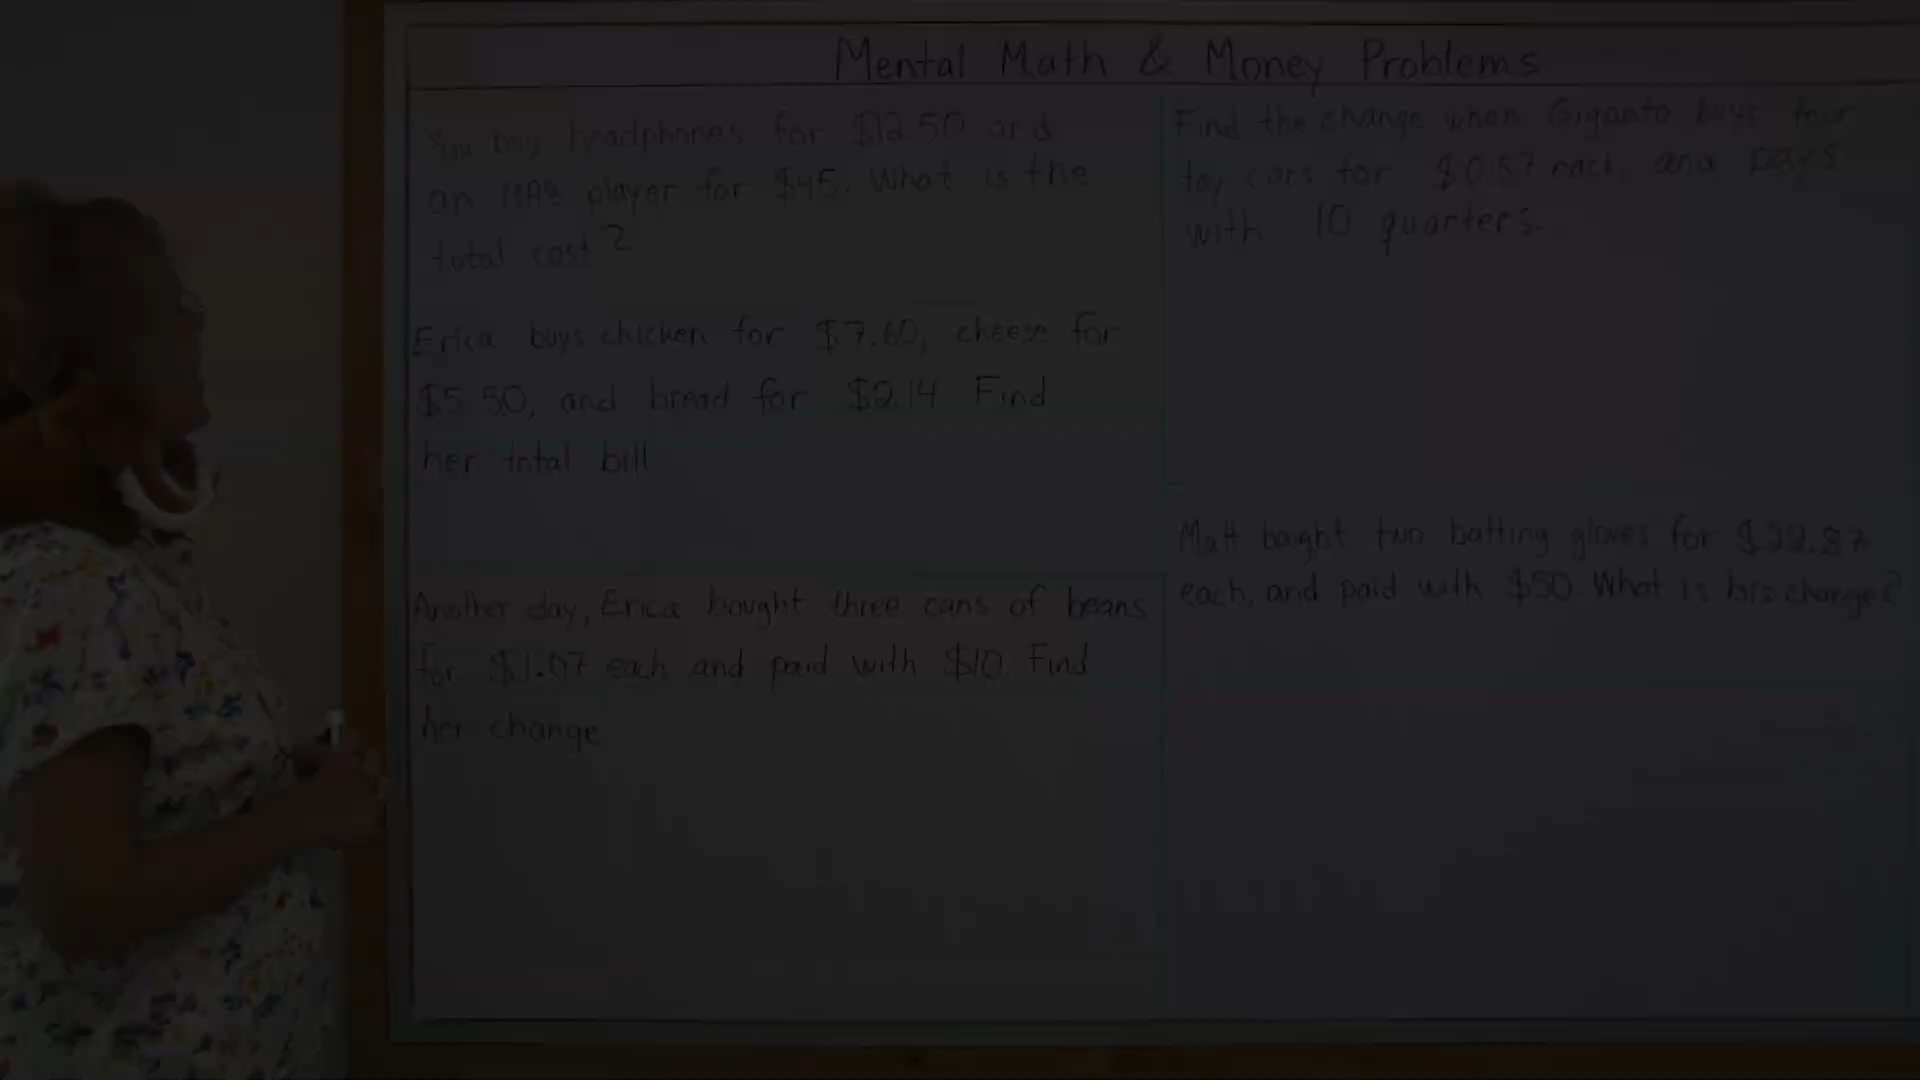 Mental Math & Money Problems
You buy headphones for $12.50 and
an MP3 player for $45. What is the
total cost?
Erica buys chicken for $7.60, cheese for
$5.50, and bread for $2.14. Find
her total bill
Another day, Erica bought three cans of beans
for $1.07 each and paid with $10. Find
her change
Find the change when Giganto buys four
toy cars for $0.57 each, and pays
with 10 quarters.
Matt bought two batting gloves for $22.87
each, and paid with $50. What is his change?